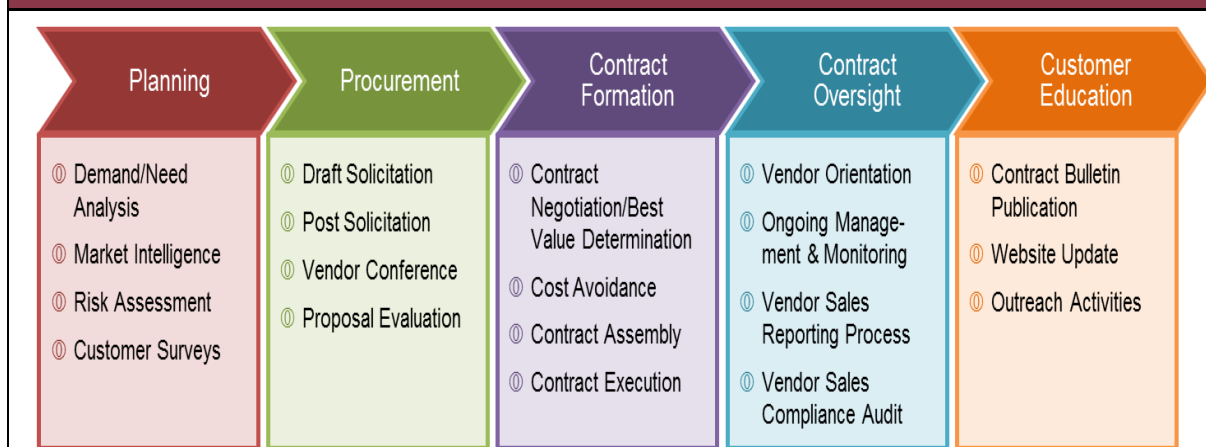 Planning
Demand/Need
Analysis
Market Intelligence
Risk Assessment
Customer Surveys
Procurement
Draft Solicitation
Post Solicitation
Vendor Conference
Proposal Evaluation
Contract
Formation
Contract
Negotiation/Best
Value Determination
Cost Avoidance
Contract Assembly
Contract Execution
Contract
Oversight
Vendor Orientation
Ongoing Manage-
ment & Monitoring
Vendor Sales
Reporting Process
Vendor Sales
Compliance Audit
Customer
Education
Contract Bulletin
Publication
Website Update
Outreach Activities